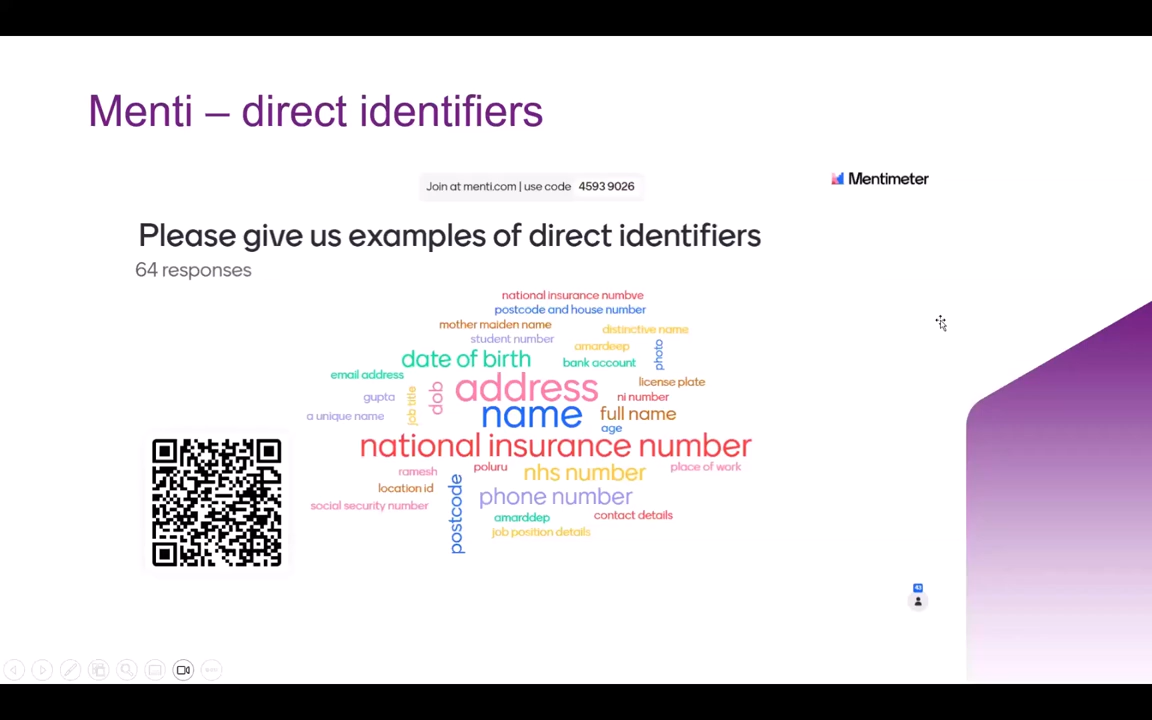 Menti – direct identifiers
Join at menti.com | use code 4593 9026
Mentimeter
Please give us examples of direct identifiers
64 responses
national insurance numbve
postcode and house number
mother maiden name
distinctive name
student number
amardeep
photo
date of birth
bank account
email address
address
license plate
dob
job title
gupta
ni number
a unique name
name
full name
age
national insurance number
ramesh
poluru
nhs number
place of work
location id
postcode
phone number
social security number
amarddep
contact details
job position details
43